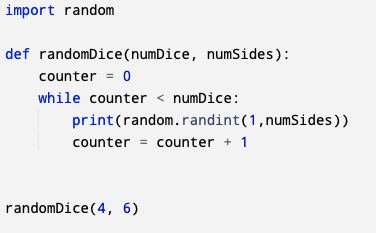 import random

def randomDice(numDice, numSides):
    counter = 0
    while counter < numDice:
        print(random.randint(1,numSides))
        counter = counter + 1


randomDice(4, 6)